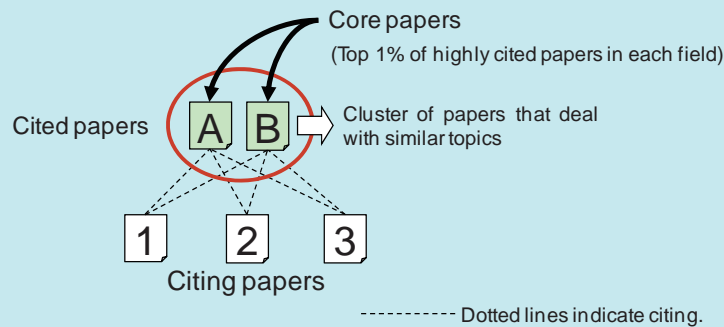 Core papers
(Top 1% of highly cited papers in each field)
Cited papers
A B
Cluster of papers that deal
with similar topics
1 2 3
Citing papers
Dotted lines indicate citing.